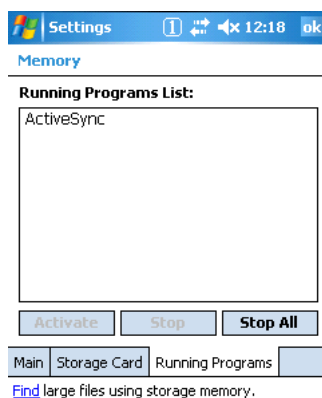 Settings 1 12:18 ok
Memory
Running Programs List:
ActiveSync
Activate Stop Stop All
Main Storage Card Running Programs
Find large files using storage memory.